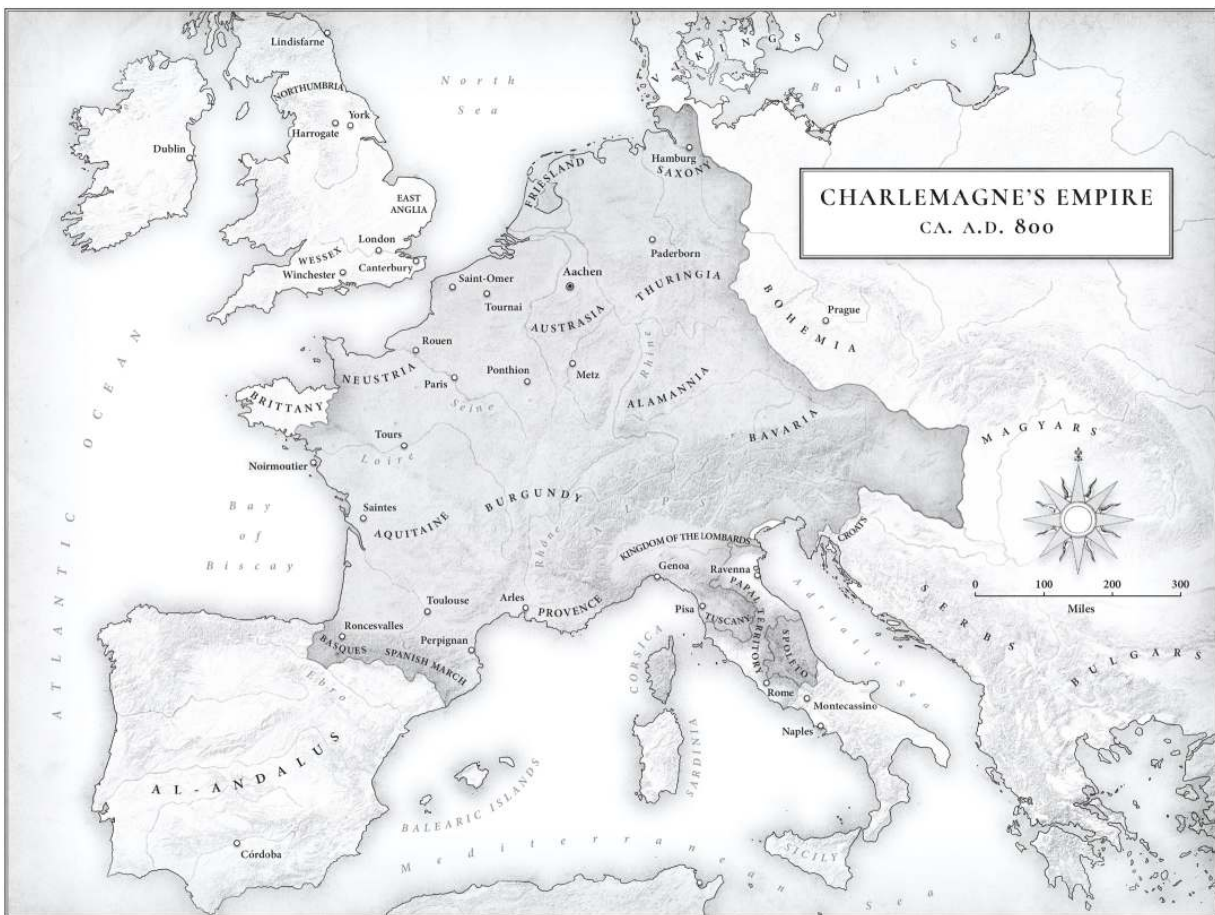 Lindisfarne
VIKINGS
North
Sea
Baltic Sea
NORTHUMBRIA
York
Harrogate
Dublin
Hamburg
SAXONY
FRIESLAND
CHARLEMAGNE'S EMPIRE
CA. A.D. 800
EAST
ANGLIA
London
WESSEX
Winchester
Canterbury
Paderborn
Saint-Omer
Aachen
Tournai
THURINGIA
AUSTRASIA
BOHEMIA
Prague
Rouen
NEUSTRIA
Paris
Ponthion
Metz
Rhine
Seine
ALAMANNIA
BRITTANY
BAVARIA
MAGYARS
Tours
Loire
Noirmoutier
ATLANTIC OCEAN
Bay
of
Biscay
Saintes
AQUITAINE
BURGUNDY
ALPS
Rhône
KINGDOM OF THE LOMBARDS
CROATS
Genoa
Ravenna
0 100 200 300
Miles
Toulouse
Arles
PROVENCE
Pisa
TUSCANY
PAPAL TERRITORY
SPOLETO
Adriatic Sea
SERBS
BULGARS
Roncesvalles
BASQUES
SPANISH MARCH
Perpignan
Ebro
CORSICA
Rome
Montecassino
Naples
SARDINIA
AL-ANDALUS
BALEARIC ISLANDS
Córdoba
Mediterranean Sea
SICILY